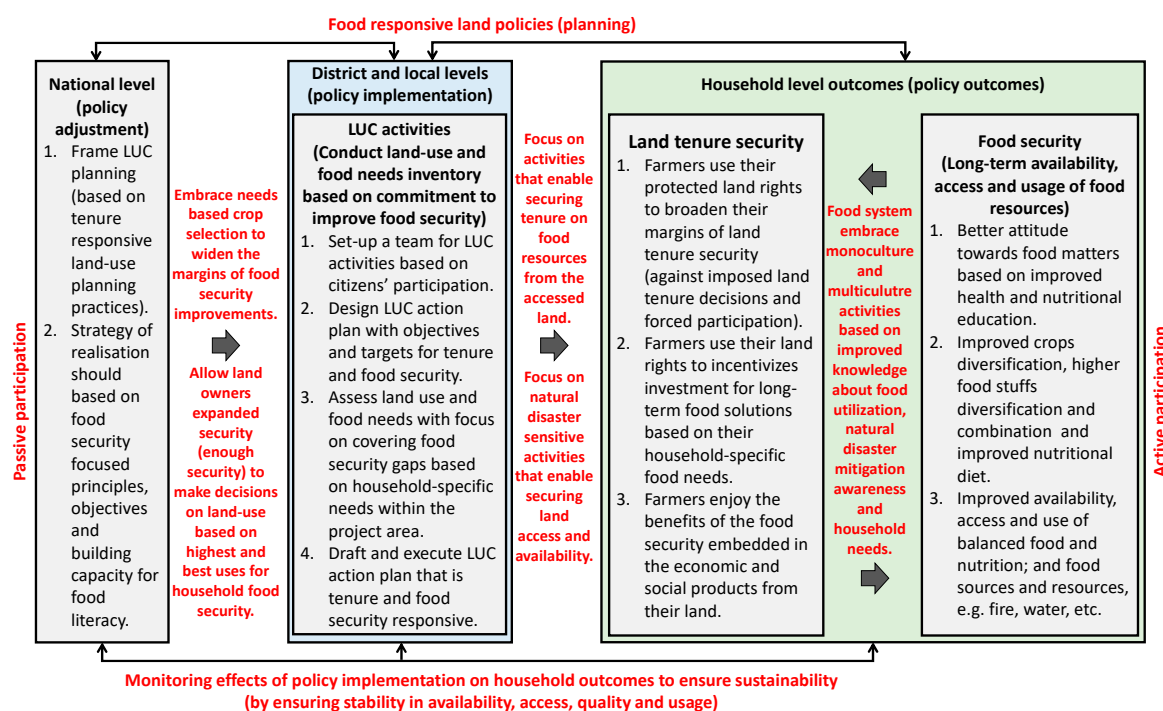 Food responsive land policies (planning)
Passive participation
National level
(policy
adjustment)
1. Frame LUC
planning
(based on
tenure
responsive
land-use
planning
practices).
2. Strategy of
realisation
should
based on
food
security
focused
principles,
objectives
and
building
capacity for
food
literacy.
Embrace needs
based crop
selection to
widen the
margins of food
security
improvements.
Allow land
owners
expanded
security
(enough
security) to
make decisions
on land-use
based on
highest and
best uses for
household food
security.
District and local levels
(policy implementation)
LUC activities
(Conduct land-use and
food needs inventory
based on commitment to
improve food security)
1. Set-up a team for LUC
activities based on
citizens’ participation.
2. Design LUC action
plan with objectives
and targets for tenure
and food security.
3. Assess land use and
food needs with focus
on covering food
security gaps based
on household-specific
needs within the
project area.
4. Draft and execute LUC
action plan that is
tenure and food
security responsive.
Focus on
activities
that enable
securing
tenure on
food
resources
from the
accessed
land.
Focus on
natural
disaster
sensitive
activities
that enable
securing
land
access and
availability.
Household level outcomes (policy outcomes)
Land tenure security
1. Farmers use their
protected land rights
to broaden their
margins of land
tenure security
(against imposed land
tenure decisions and
forced participation).
2. Farmers use their land
rights to incentivizes
investment for long-
term food solutions
based on their
household-specific
food needs.
3. Farmers enjoy the
benefits of the food
security embedded in
the economic and
social products from
their land.
Food system
embrace
monoculture
and
multiculutre
activities
based on
improved
knowledge
about food
utilization,
natural
disaster
mitigation
awareness
and
household
needs.
Food security
(Long-term availability,
access and usage of food
resources)
1. Better attitude
towards food matters
based on improved
health and nutritional
education.
2. Improved crops
diversification, higher
food stuffs
diversification and
combination and
improved nutritional
diet.
3. Improved availability,
access and use of
balanced food and
nutrition; and food
sources and resources,
e.g. fire, water, etc.
Active participation
Monitoring effects of policy implementation on household outcomes to ensure sustainability
(by ensuring stability in availability, access, quality and usage)